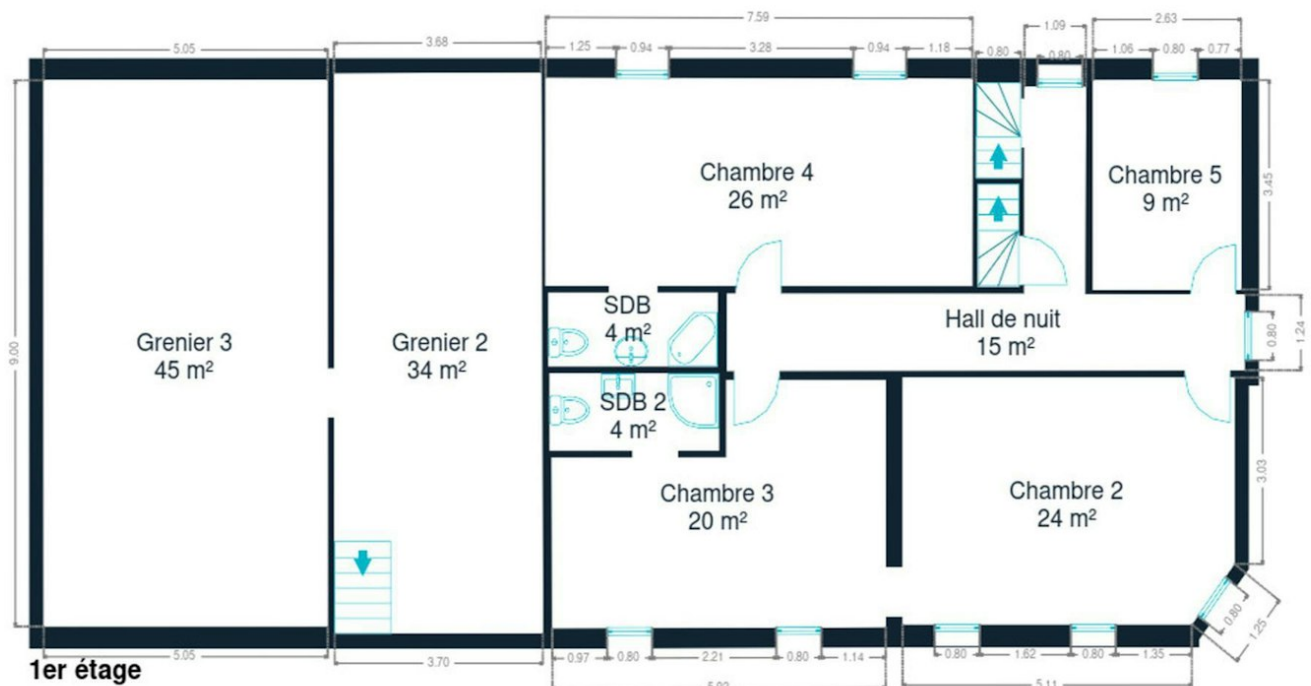 7.59
1.09
2.63
5.05
3.68
1.25
0.94
3.28
0.94
1.18
0.80
0.80
1.06
0.80
0.77
Chambre 4
26 m²
Chambre 5
9 m²
3.45
SDB
4 m²
Hall de nuit
15 m²
0.80
1.24
Grenier 3
45 m²
Grenier 2
34 m²
9.00
SDB 2
4 m²
Chambre 3
20 m²
Chambre 2
24 m²
3.03
0.80
1.25
5.05
3.70
0.97
0.80
2.21
0.80
1.14
0.80
1.62
0.80
1.35
5.11
1er étage